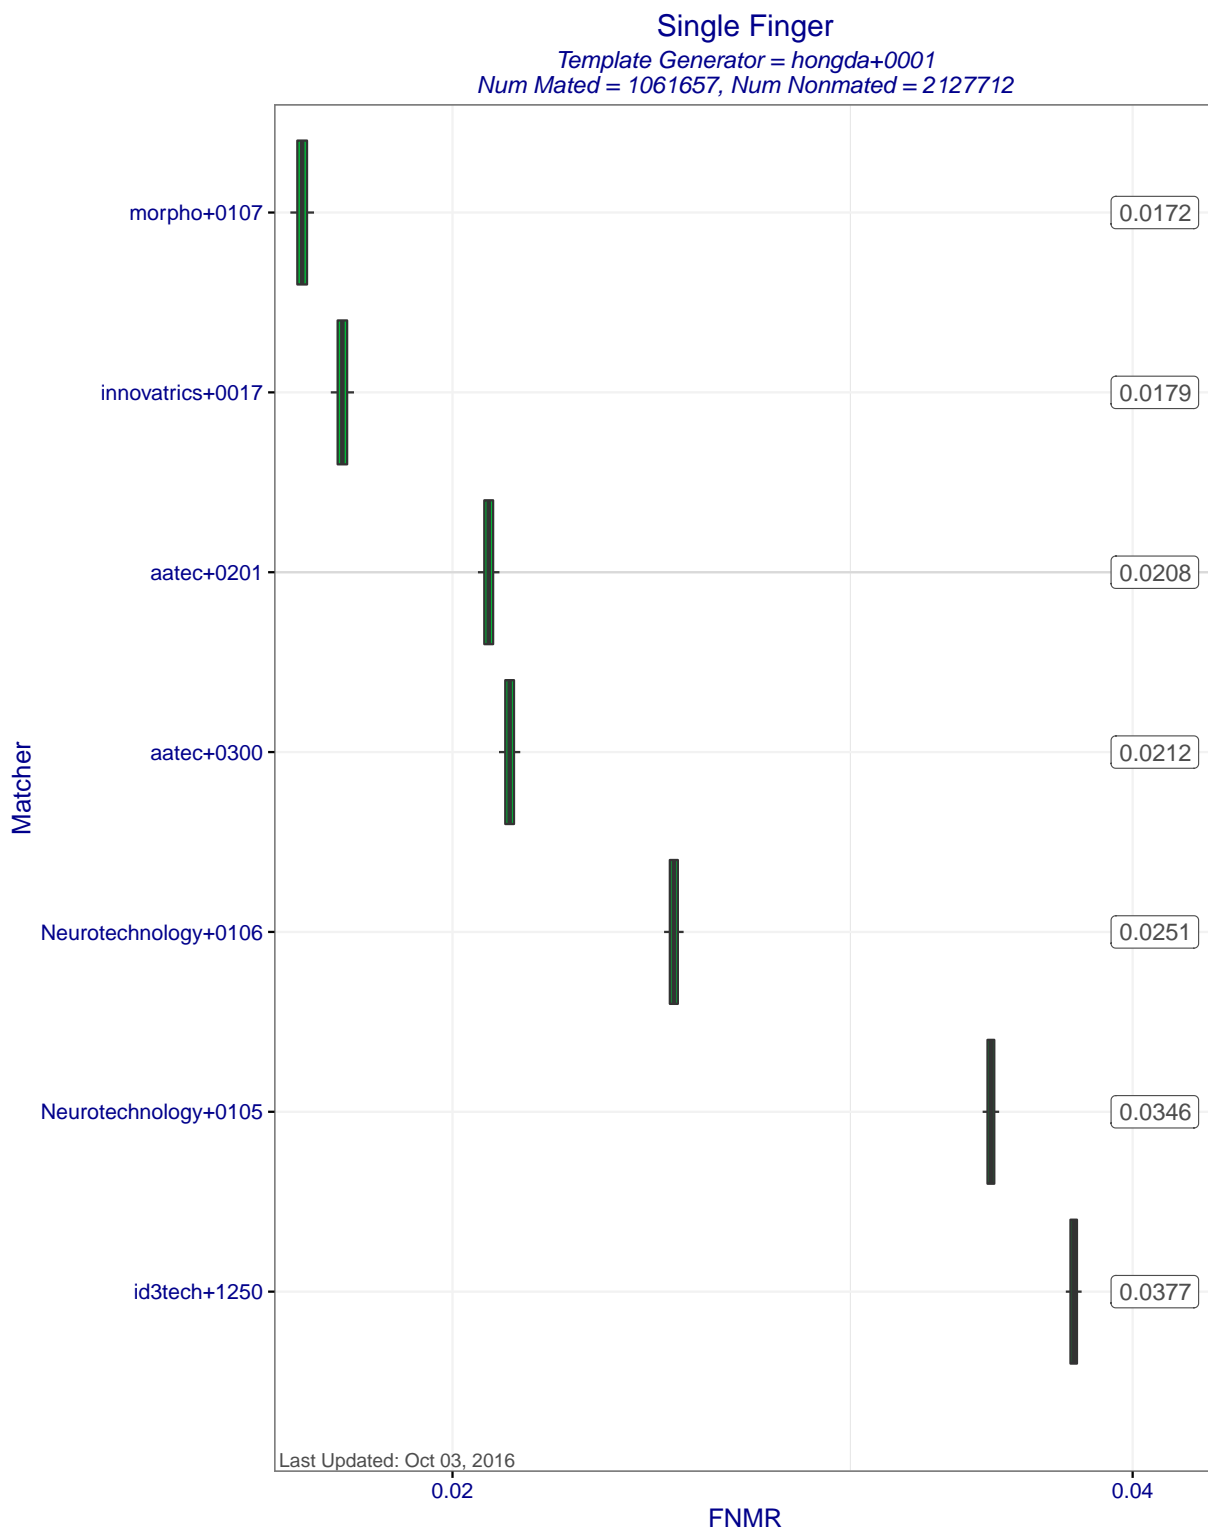 Single Finger
Template Generator = hongda+0001
Num Mated = 1061657, Num Nonmated = 2127712
Matcher
morpho+0107
0.0172
innovatrics+0017
0.0179
aatec+0201
0.0208
aatec+0300
0.0212
Neurotechnology+0106
0.0251
Neurotechnology+0105
0.0346
id3tech+1250
0.0377
Last Updated: Oct 03, 2016
0.02
0.04
FNMR